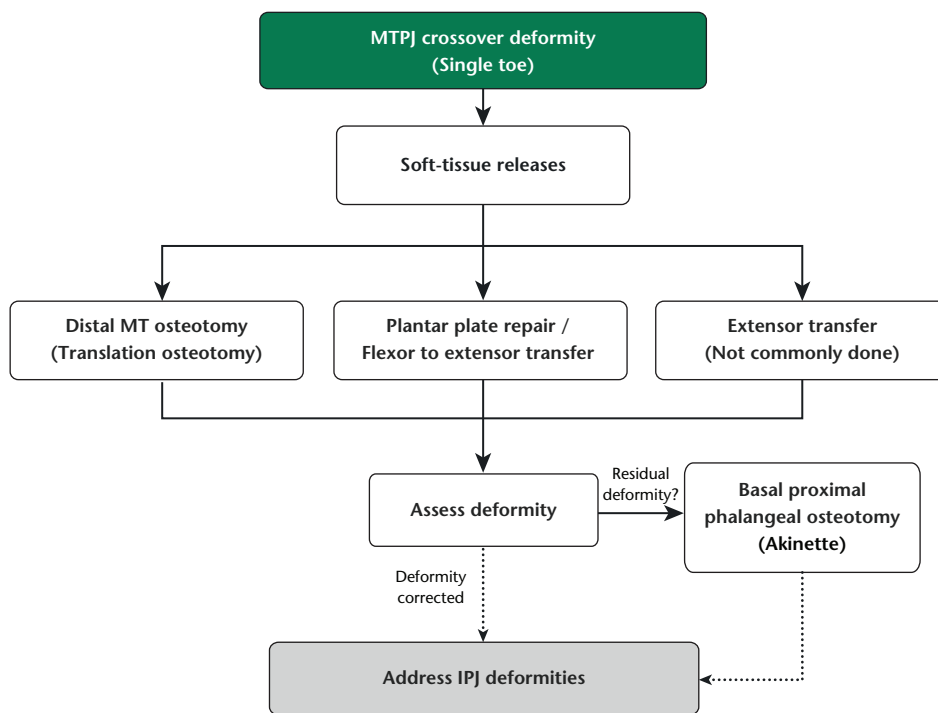 MTPJ crossover deformity
(Single toe)
Soft-tissue releases
Distal MT osteotomy
(Translation osteotomy)
Plantar plate repair /
Flexor to extensor transfer
Extensor transfer
(Not commonly done)
Assess deformity
Residual
deformity?
Basal proximal
phalangeal osteotomy
(Akinette)
Deformity
corrected
Address IPJ deformities